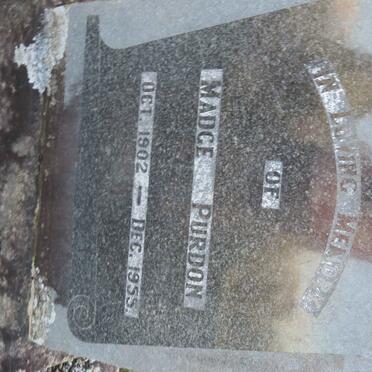 IN LOVING MEMORY
OF
MADGE PURDON
OCT. 1902 — DEC. 1955.